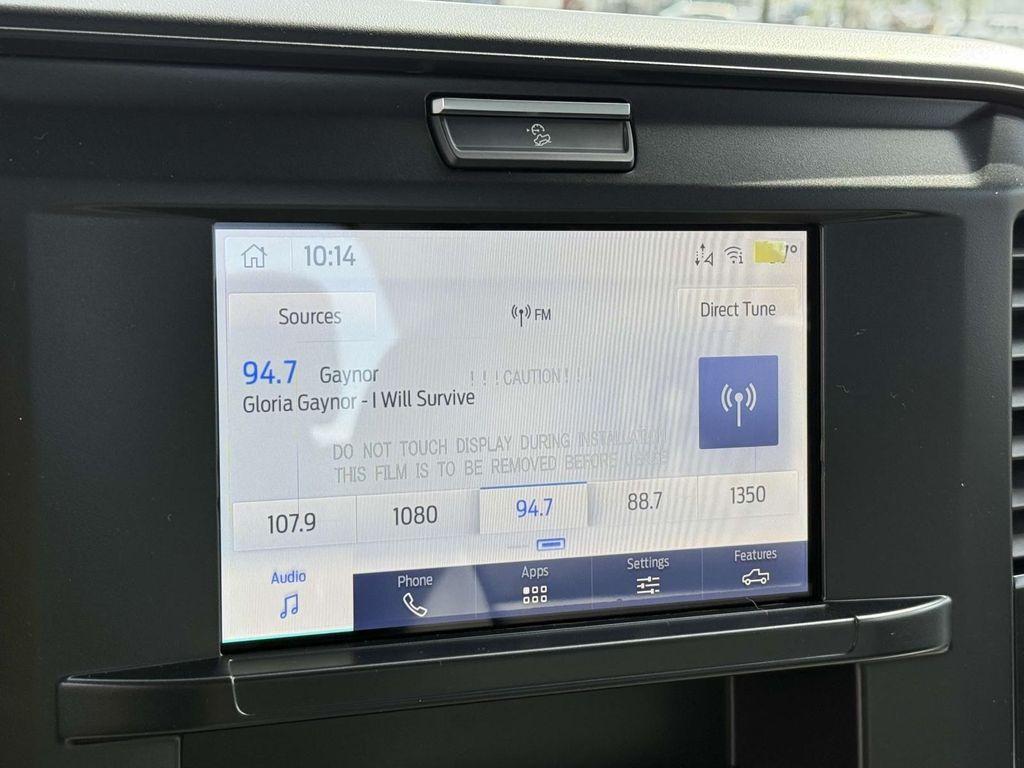 10:14
Sources
FM
Direct Tune
94.7 Gaynor
Gloria Gaynor - I Will Survive
! ! ! CAUTION ! ! !
DO NOT TOUCH DISPLAY DURING INSTALLATION
THIS FILM IS TO BE REMOVED BEFORE
107.9 1080 94.7 88.7 1350
Audio Phone Apps Settings Features